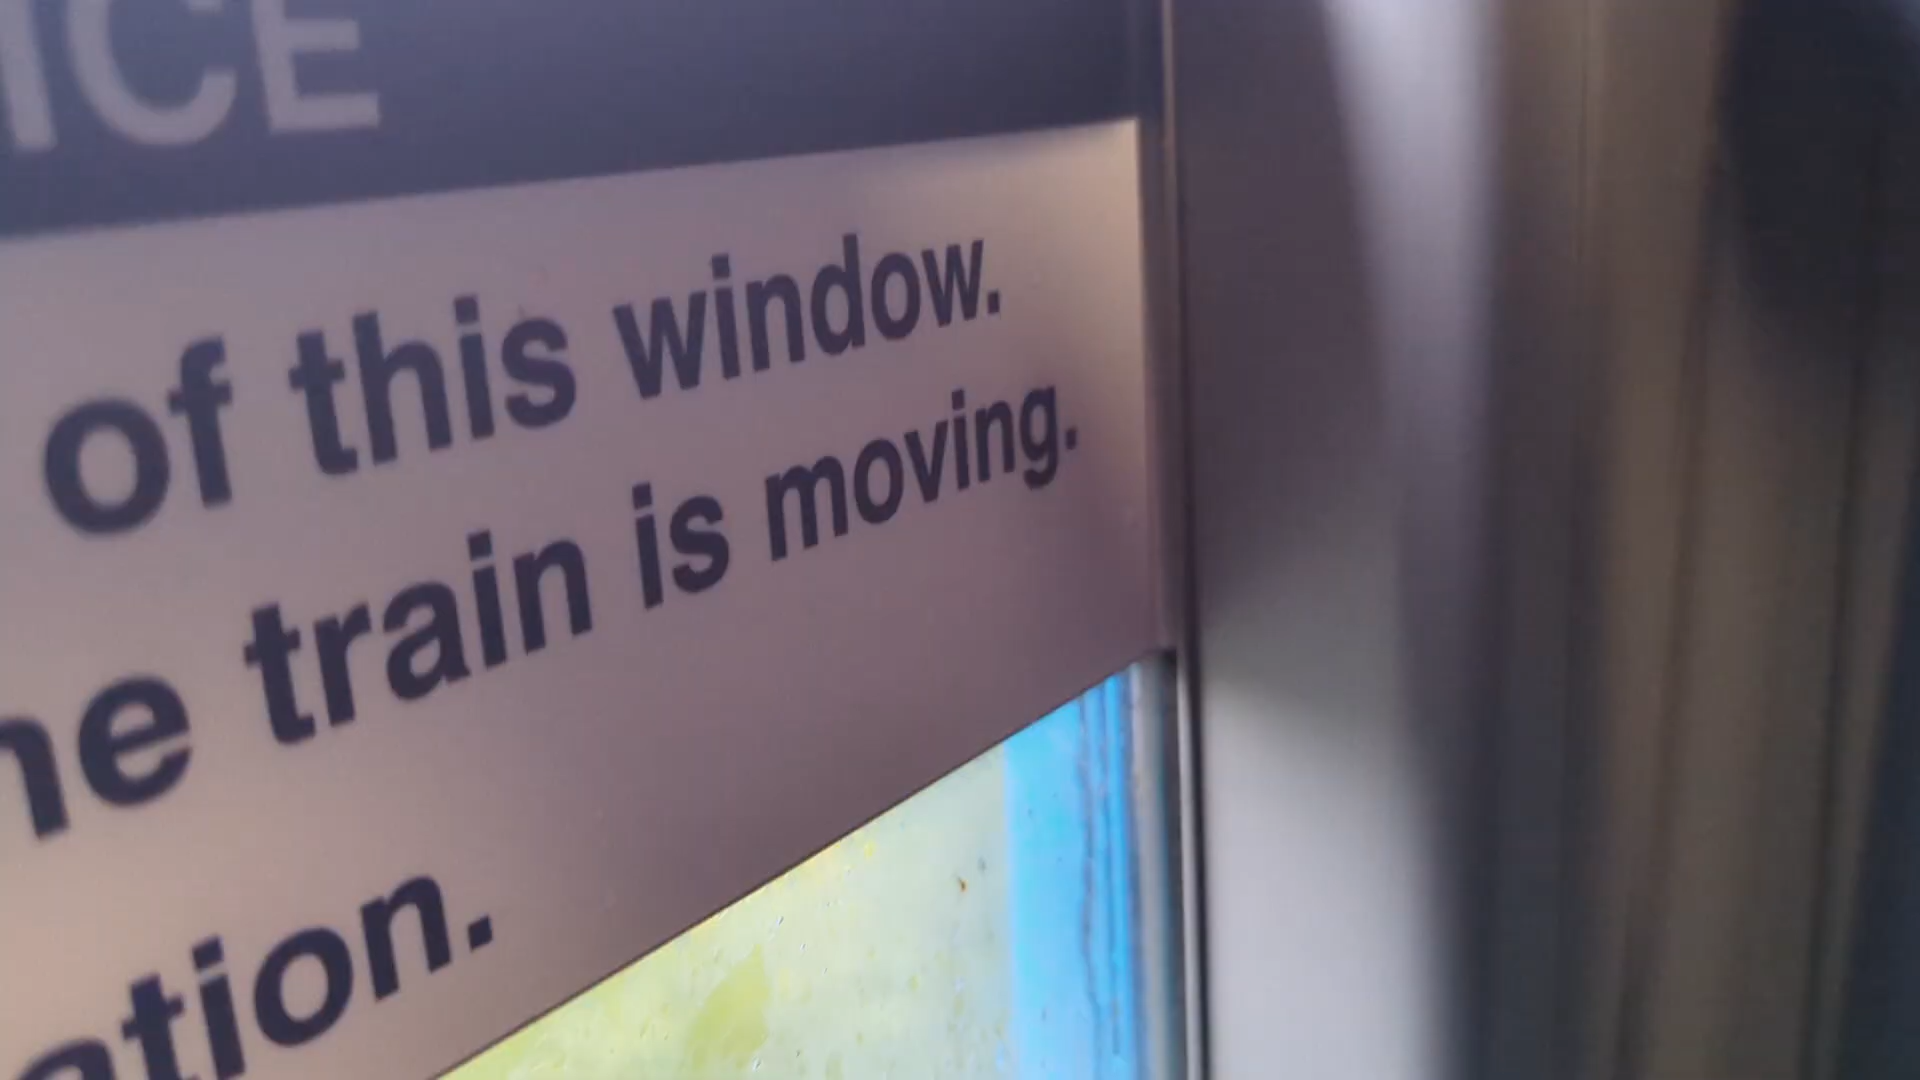 ICE
of this window.
he train is moving.
ation.